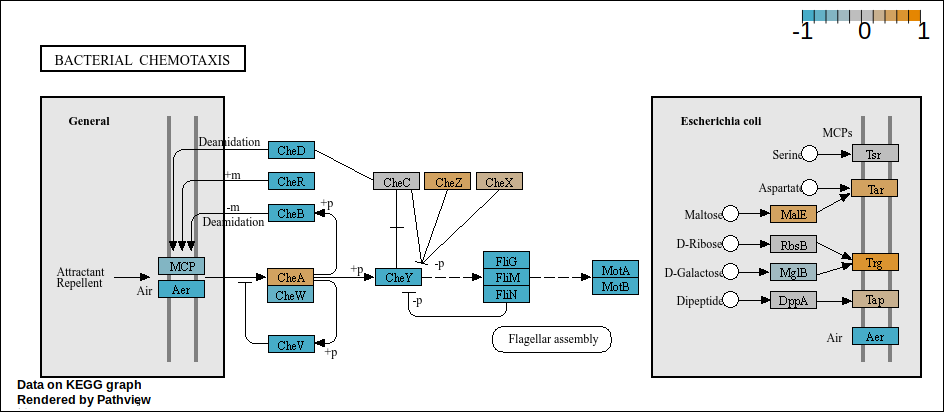 -1 0 1
BACTERIAL CHEMOTAXIS
General
Deamidation
+m
-m
Deamidation
MCP
Aer
Attractant
Repellent
Air
CheD
CheR
CheB
+p
CheA
CheW
CheV
+p
CheC
CheZ
CheX
+p
CheY
-p
-p
FliG
FliM
FliN
MotA
MotB
Flagellar assembly
Escherichia coli
MCPs
Serine
Tsr
Aspartate
Tar
Maltose
MalE
D-Ribose
RbsB
Trg
D-Galactose
MglB
Dipeptide
DppA
Tap
Air
Aer
Data on KEGG graph
Rendered by Pathview